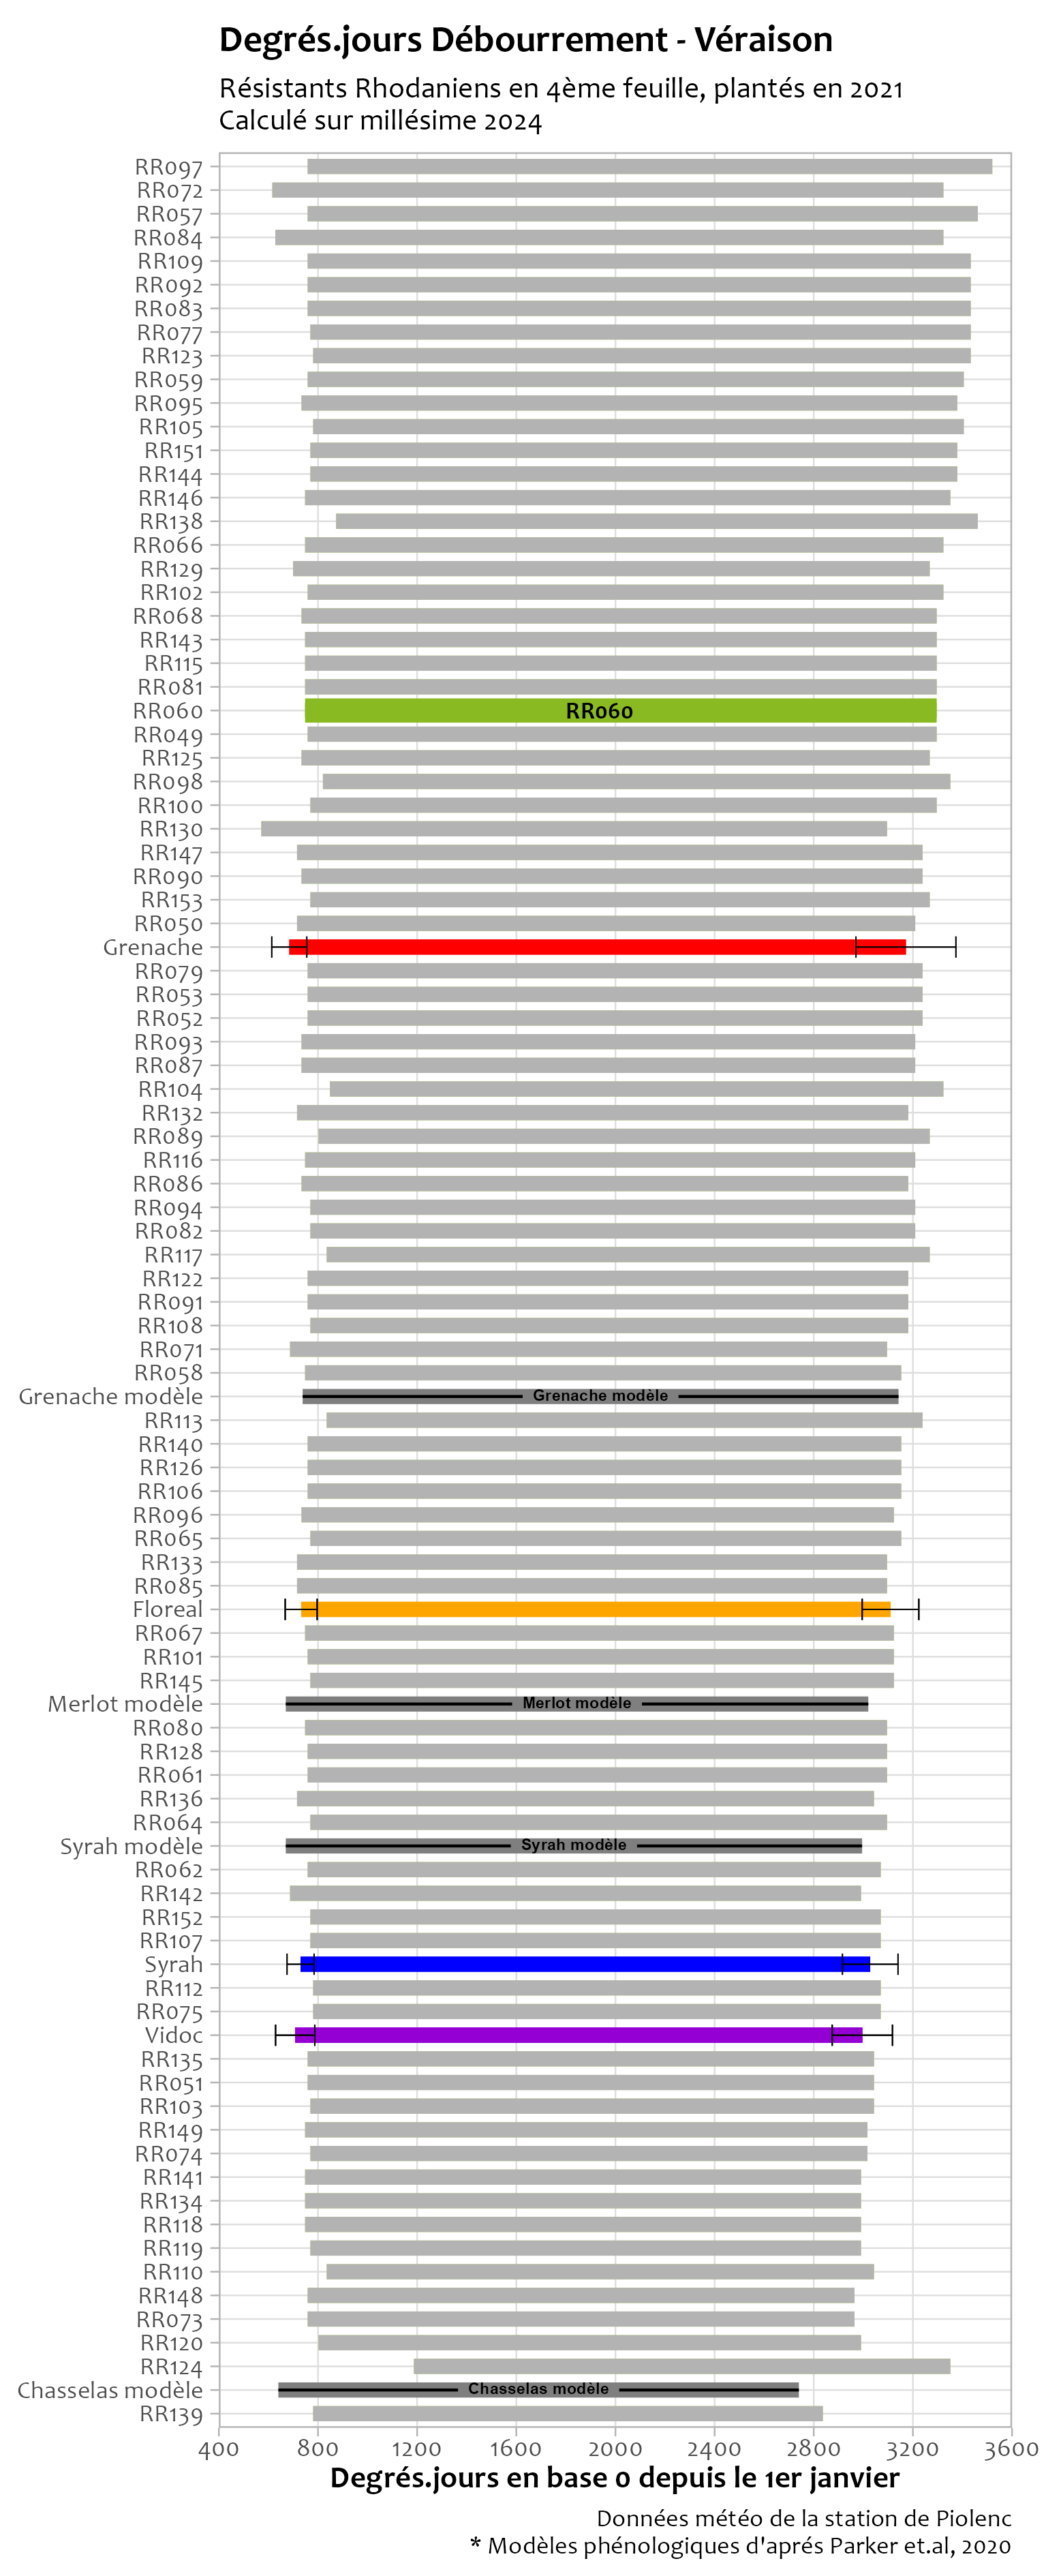 Degrés.jours Débourrement - Véraison
Résistants Rhodaniens en 4ème feuille, plantés en 2021
Calculé sur millésime 2024
RR097
RR072
RR057
RR084
RR109
RR092
RR083
RR077
RR123
RR059
RR095
RR105
RR151
RR144
RR146
RR138
RR066
RR129
RR102
RR068
RR143
RR115
RR081
RR060 RR060
RR049
RR125
RR098
RR100
RR130
RR147
RR090
RR153
RR050
Grenache
RR079
RR053
RR052
RR093
RR087
RR104
RR132
RR089
RR116
RR086
RR094
RR082
RR117
RR122
RR091
RR108
RR071
RR058
Grenache modèle Grenache modèle
RR113
RR140
RR126
RR106
RR096
RR065
RR133
RR085
Floreal
RR067
RR101
RR145
Merlot modèle Merlot modèle
RR080
RR128
RR061
RR136
RR064
Syrah modèle Syrah modèle
RR062
RR142
RR152
RR107
Syrah
RR112
RR075
Vidoc
RR135
RR051
RR103
RR149
RR074
RR141
RR134
RR118
RR119
RR110
RR148
RR073
RR120
RR124
Chasselas modèle Chasselas modèle
RR139
400 800 1200 1600 2000 2400 2800 3200 3600
Degrés.jours en base 0 depuis le 1er janvier
Données météo de la station de Piolenc
* Modèles phénologiques d'aprés Parker et.al, 2020